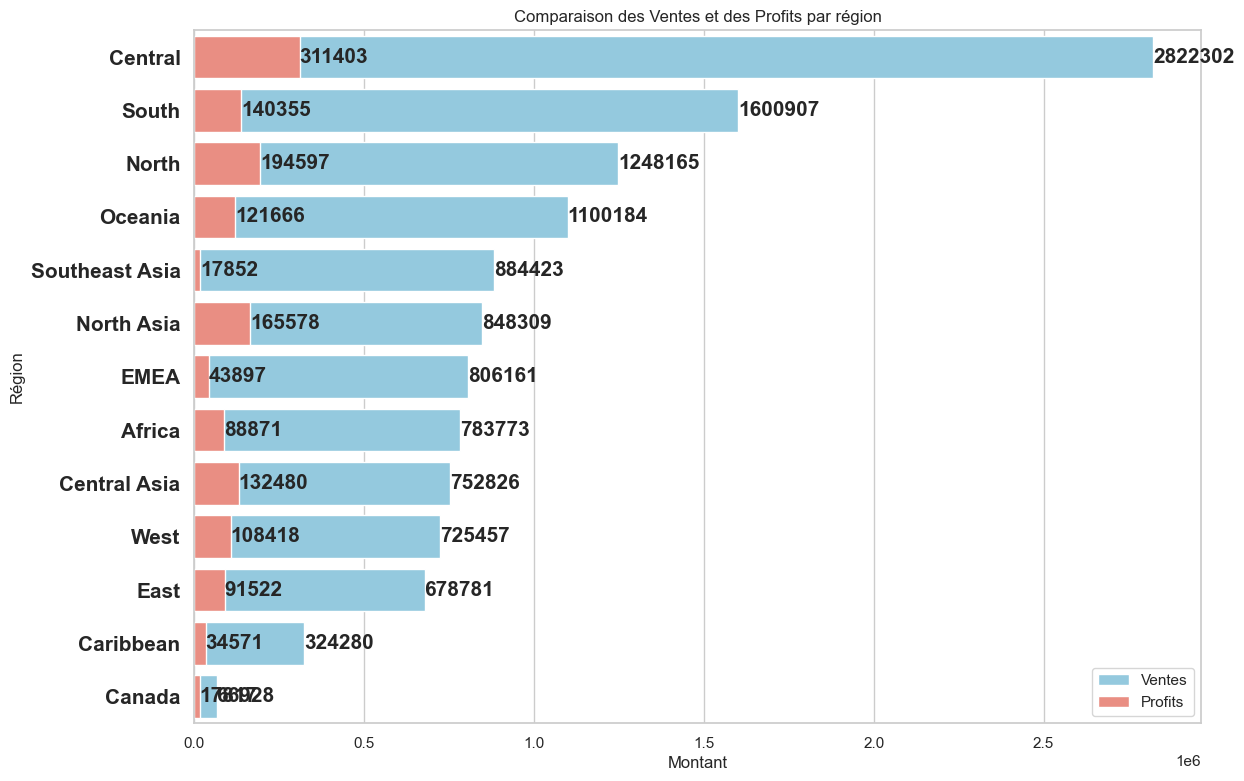 Comparaison des Ventes et des Profits par région
Central 311403 2822302
South 140355 1600907
North 194597 1248165
Oceania 121666 1100184
Southeast Asia 17852 884423
North Asia 165578 848309
EMEA 43897 806161
Africa 88871 783773
Central Asia 132480 752826
West 108418 725457
East 91522 678781
Caribbean 34571 324280
Canada 66928
Région
Ventes
Profits
0.0 0.5 1.0 1.5 2.0 2.5
1e6
Montant